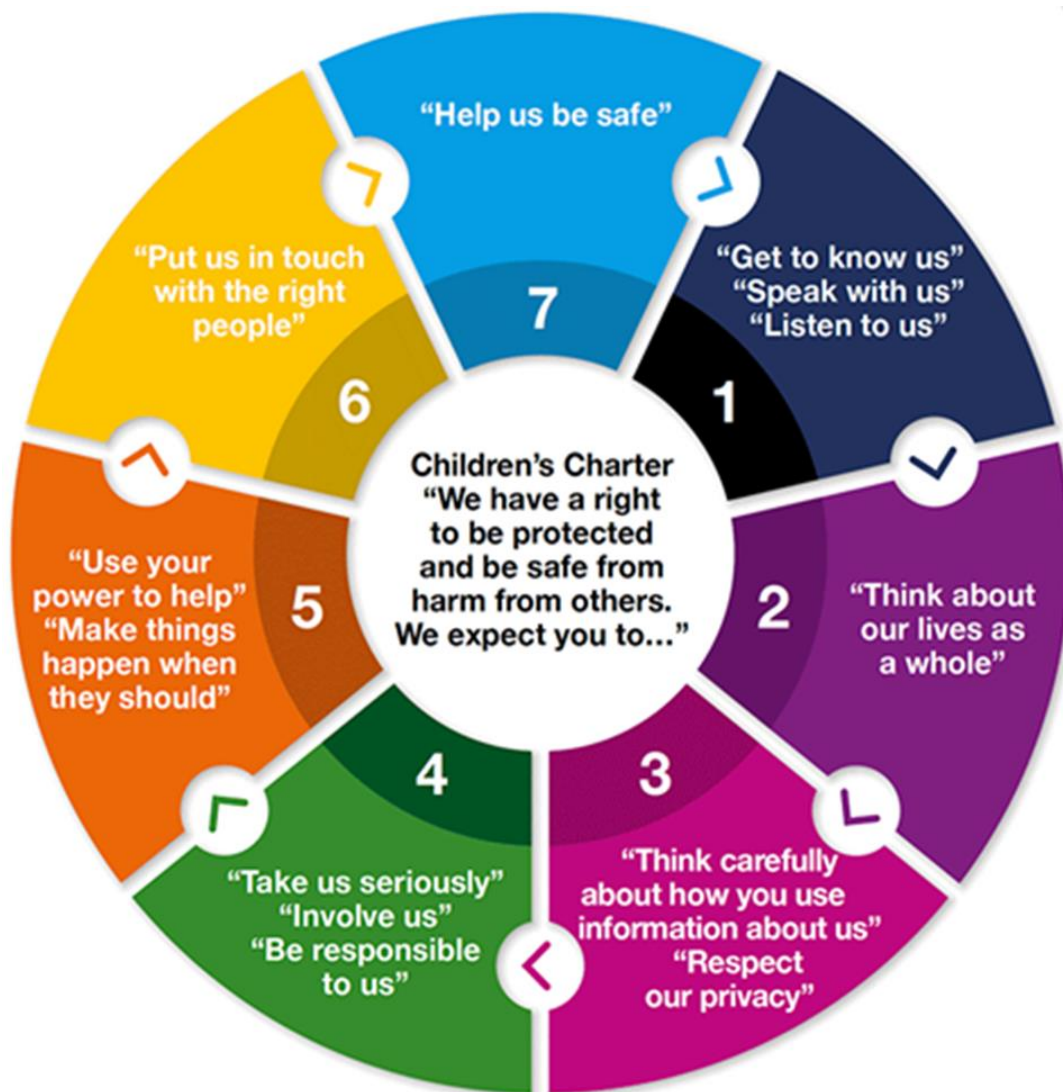 Children’s Charter
“We have a right
to be protected
and be safe from
harm from others.
We expect you to...”
1
“Get to know us”
“Speak with us”
“Listen to us”
2
“Think about
our lives as
a whole”
3
“Think carefully
about how you use
information about us”
“Respect
our privacy”
4
“Take us seriously”
“Involve us”
“Be responsible
to us”
5
“Use your
power to help”
“Make things
happen when
they should”
6
“Put us in touch
with the right
people”
7
“Help us be safe”